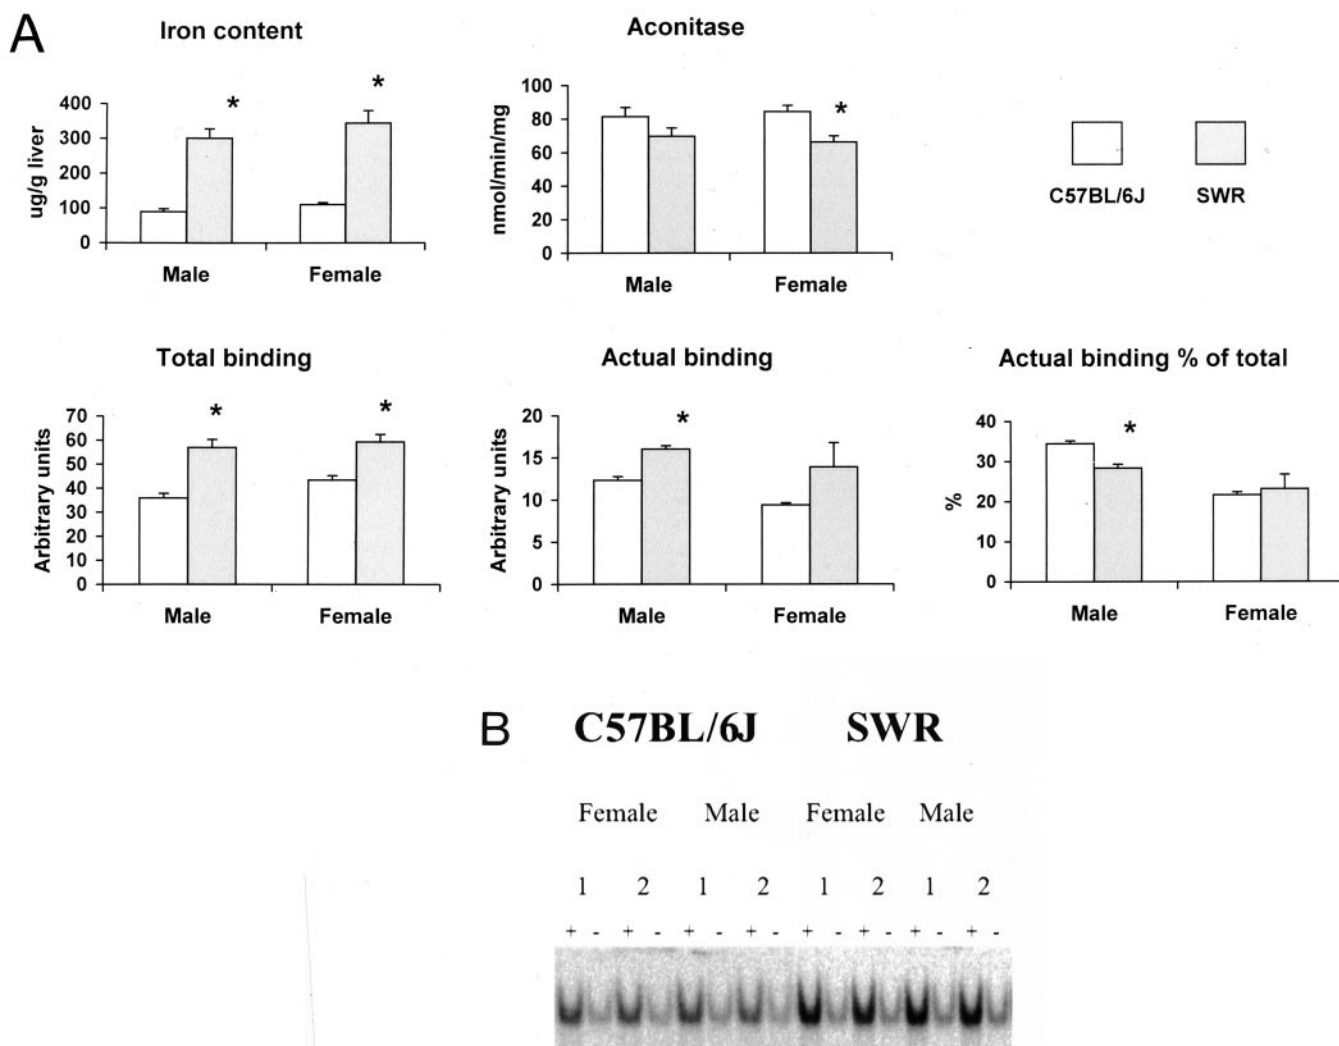 A
Iron content
*
*
400
300
200
100
0
ug/g liver
Male Female
Aconitase
*
100
80
60
40
20
0
nmol/min/mg
Male Female
C57BL/6J SWR
Total binding
*
*
70
60
50
40
30
20
10
0
Arbitrary units
Male Female
Actual binding
*
20
15
10
5
0
Arbitrary units
Male Female
Actual binding % of total
*
40
30
20
10
0
%
Male Female
B C57BL/6J SWR
Female Male Female Male
1 2 1 2 1 2 1 2
+ - + - + - + - + - + - + - + -